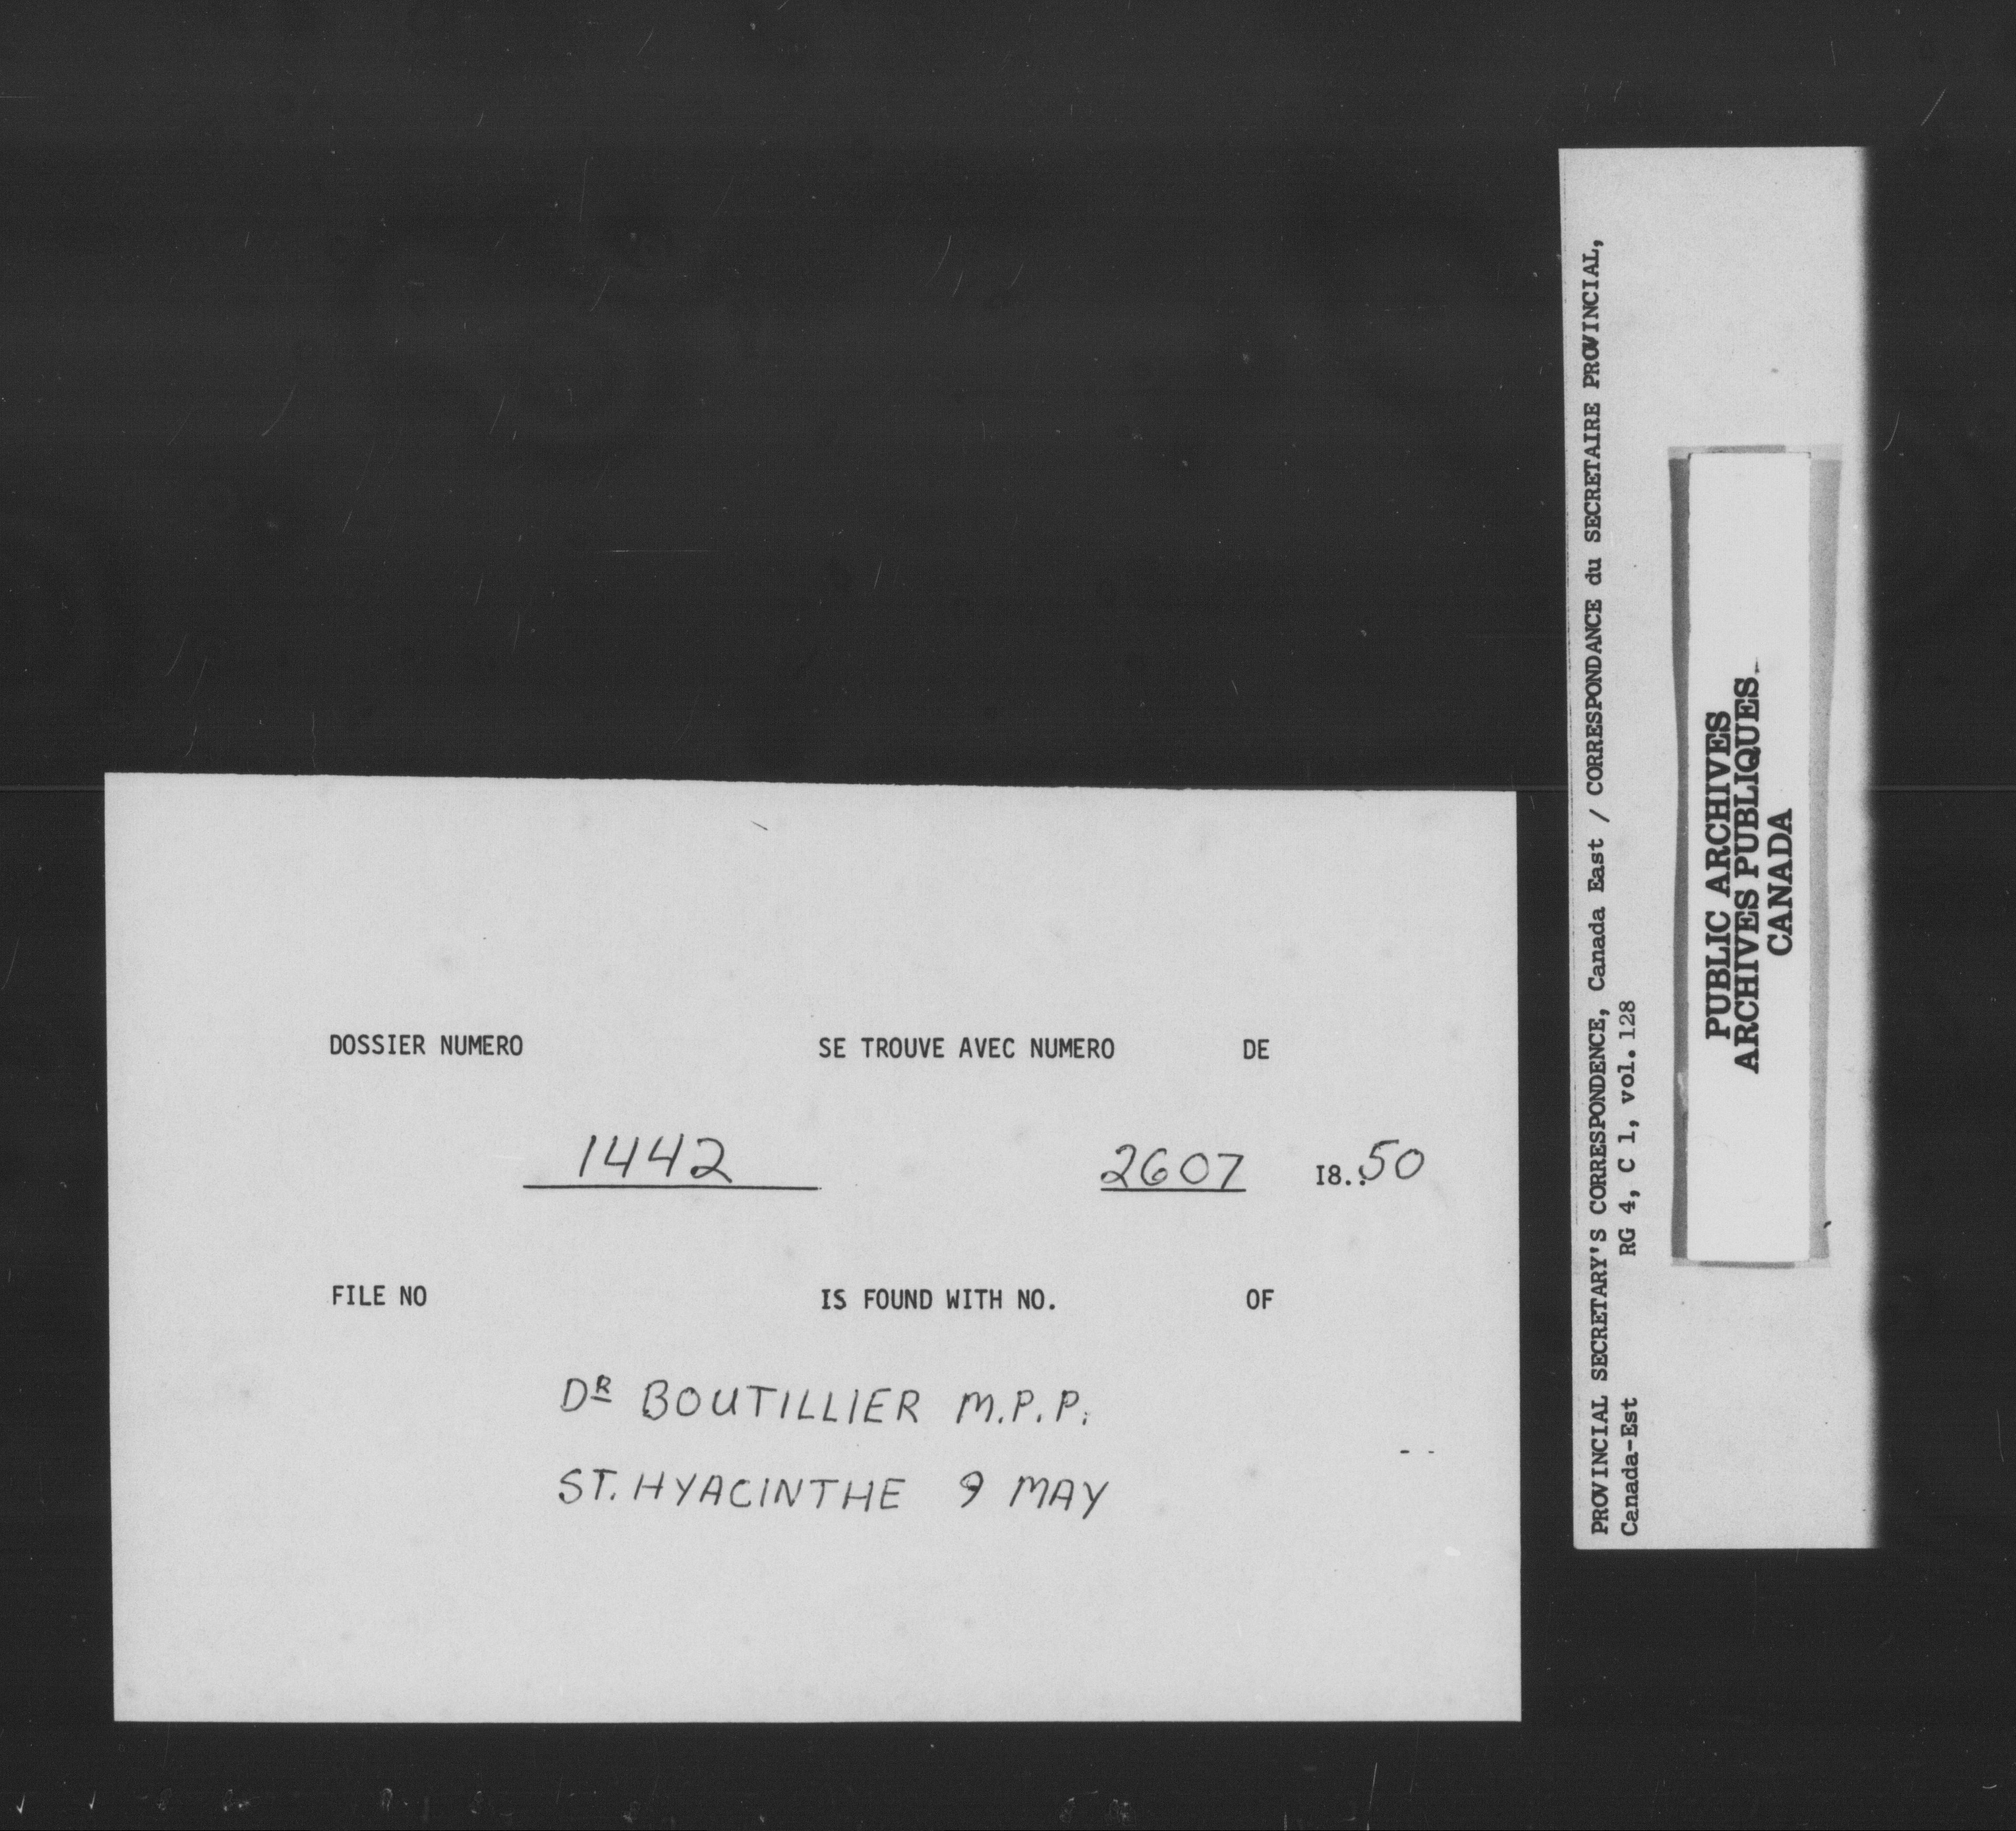 DOSSIER NUMERO SE TROUVE AVEC NUMERO DE
1442 2607 18..50
FILE NO IS FOUND WITH NO. OF
DR BOUTILLIER M.P.P.
ST. HYACINTHE 9 MAY
PROVINCIAL SECRETARY'S CORRESPONDENCE, Canada East / CORRESPONDANCE du SECRETAIRE PROVINCIAL,
Canada-Est RG 4, C 1, vol. 128
PUBLIC ARCHIVES
ARCHIVES PUBLIQUES
CANADA